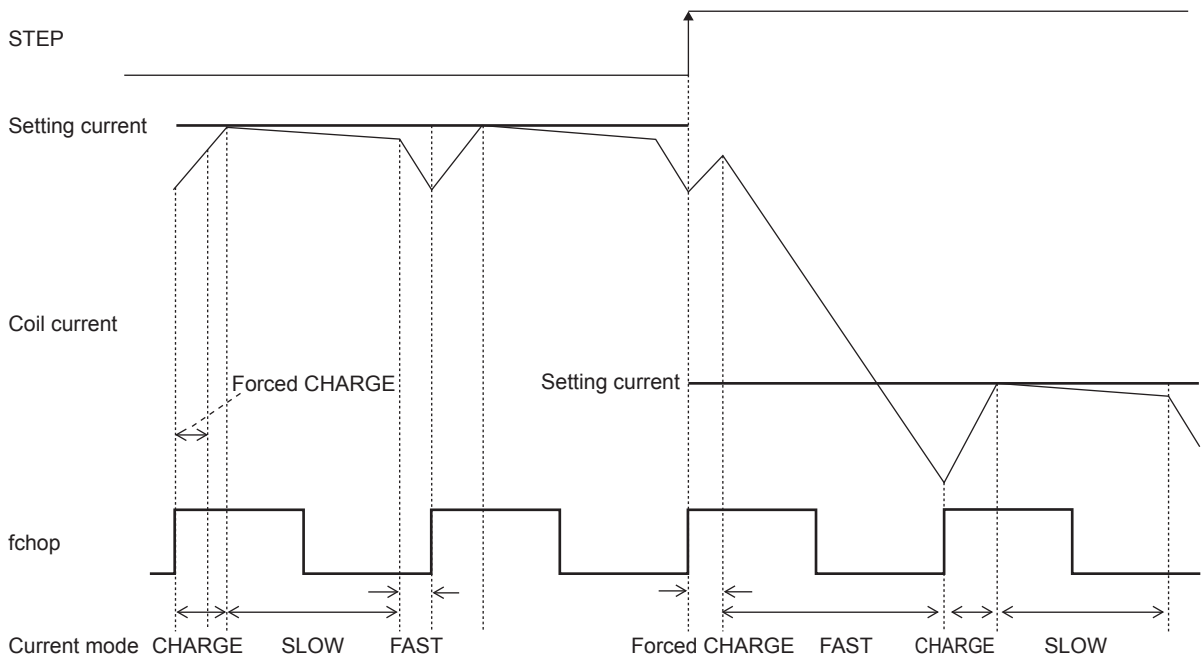 STEP
Setting current
Coil current
Forced CHARGE
Setting current
fchop
Current mode CHARGE SLOW FAST Forced CHARGE FAST CHARGE SLOW